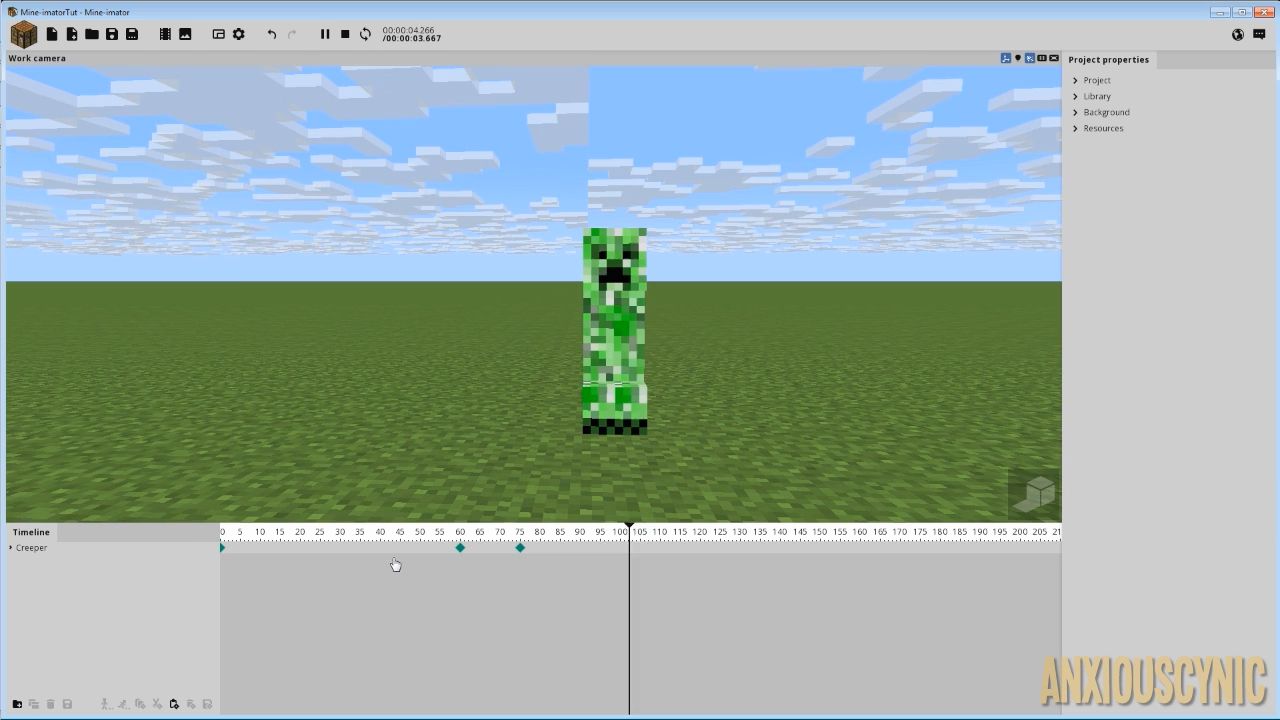 Mine-imatorTut - Mine-imator
00:00:04.266
/00:00:03.667
Work camera
Project properties
Project
Library
Background
Resources
Timeline
0 5 10 15 20 25 30 35 40 45 50 55 60 65 70 75 80 85 90 95 100 105 110 115 120 125 130 135 140 145 150 155 160 165 170 175 180 185 190 195 200 205 21
Creeper
ANXIOUSCYNIC